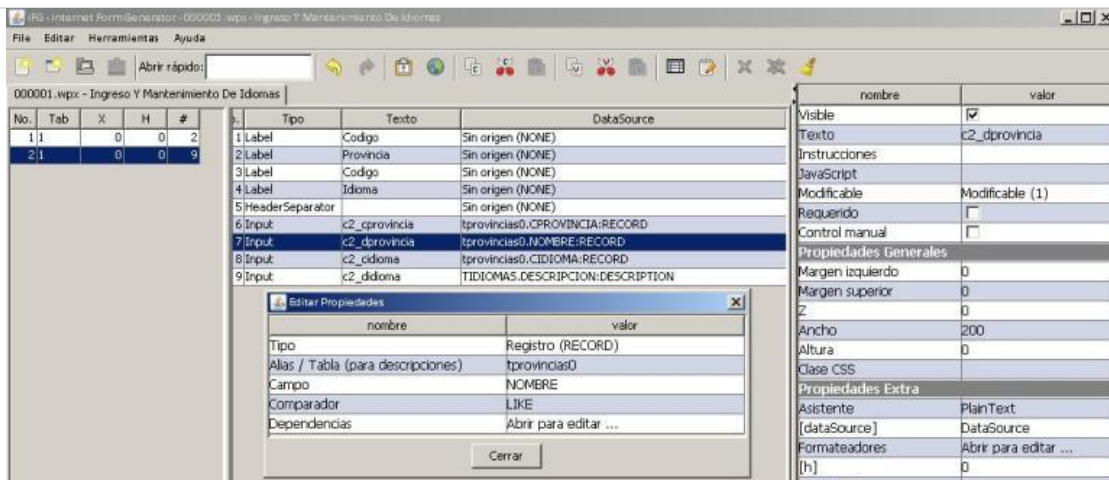 iFG - Internet FormGenerator - 000001.wpx - Ingreso Y Mantenimiento De Idiomas
File Editar Herramientas Ayuda
Abrir rápido:
000001.wpx - Ingreso Y Mantenimiento De Idiomas
No. Tab X H #
1 1 0 0 2
2 1 0 0 9
Tipo Texto DataSource
1 Label Codigo Sin origen (NONE)
2 Label Provincia Sin origen (NONE)
3 Label Codigo Sin origen (NONE)
4 Label Idioma Sin origen (NONE)
5 HeaderSeparator Sin origen (NONE)
6 Input c2_cprovincia tprovincias0.CPROVINCIA:RECORD
7 Input c2_dprovincia tprovincias0.NOMBRE:RECORD
8 Input c2_cidioma tprovincias0.CIDIOMA:RECORD
9 Input c2_didioma TIDIOMAS.DESCRIPCION:DESCRIPTION
Editar Propiedades
nombre valor
Tipo Registro (RECORD)
Alias / Tabla (para descripciones) tprovincias0
Campo NOMBRE
Comparador LIKE
Dependencias Abrir para editar ...
Cerrar
nombre valor
Visible
Texto c2_dprovincia
Instrucciones
JavaScript
Modificable Modificable (1)
Requerido
Control manual
Propiedades Generales
Margen izquierdo 0
Margen superior 0
Z 0
Ancho 200
Altura 0
Clase CSS
Propiedades Extra
Asistente PlainText
[dataSource] DataSource
Formateadores Abrir para editar ...
[h] 0